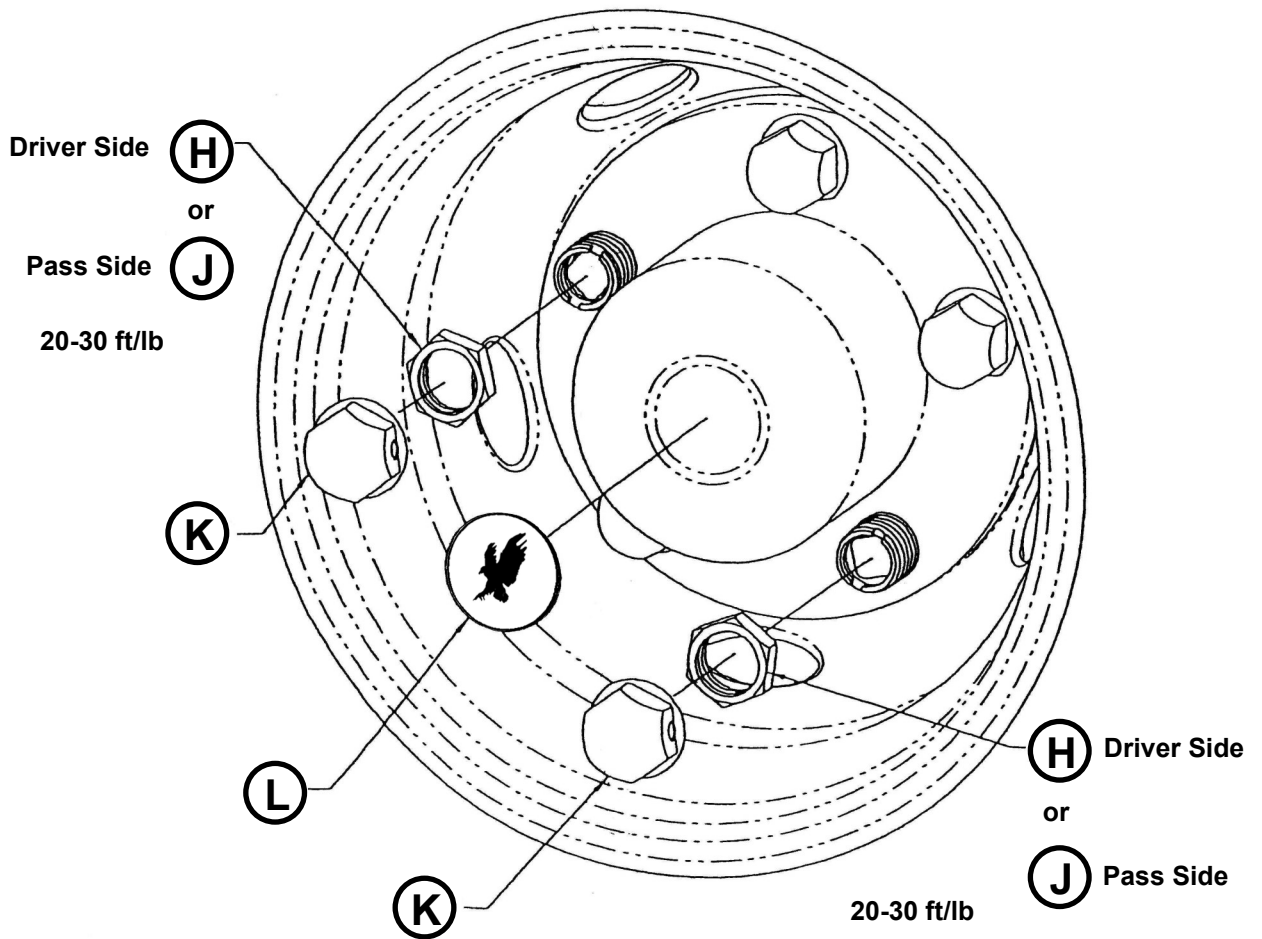 Driver Side H
or
Pass Side J
20-30 ft/lb
K
L
H Driver Side
or
J Pass Side
K
20-30 ft/lb